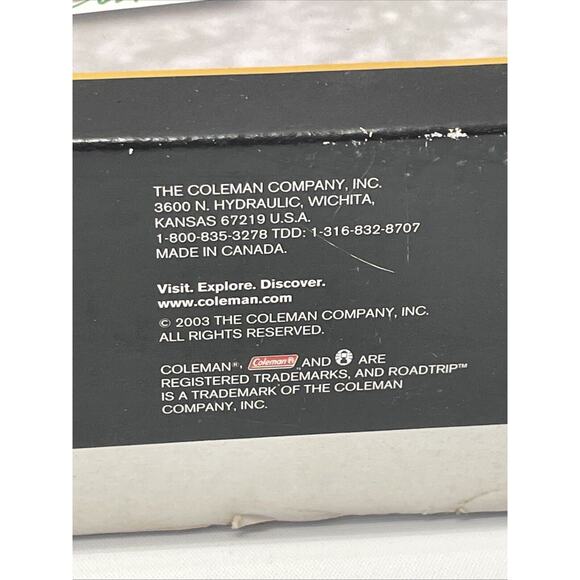 THE COLEMAN COMPANY, INC.
3600 N. HYDRAULIC, WICHITA,
KANSAS 67219 U.S.A.
1-800-835-3278 TDD: 1-316-832-8707
MADE IN CANADA.
Visit. Explore. Discover.
www.coleman.com
© 2003 THE COLEMAN COMPANY, INC.
ALL RIGHTS RESERVED.
COLEMAN®, Coleman® AND ARE
REGISTERED TRADEMARKS, AND ROADTRIP™
IS A TRADEMARK OF THE COLEMAN
COMPANY, INC.